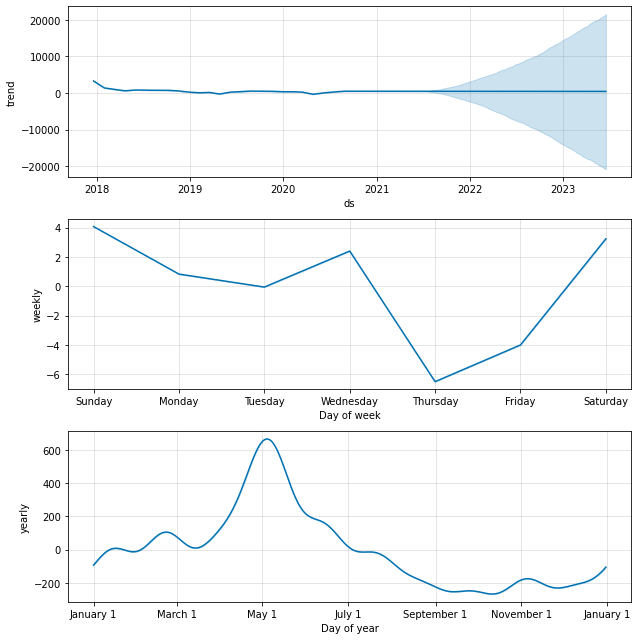 20000
10000
0
−10000
−20000
trend
2018 2019 2020 2021 2022 2023
ds
4
2
0
−2
−4
−6
weekly
Sunday Monday Tuesday Wednesday Thursday Friday Saturday
Day of week
600
400
200
0
−200
yearly
January 1 March 1 May 1 July 1 September 1 November 1 January 1
Day of year